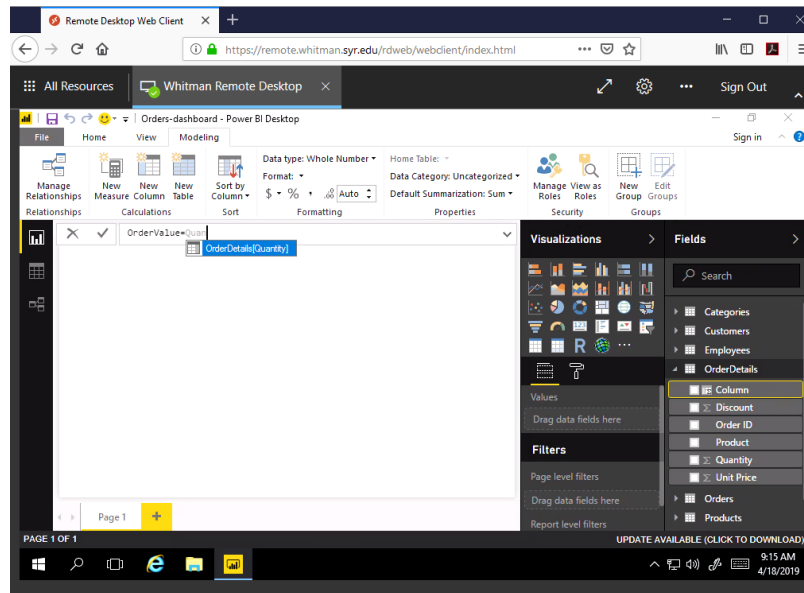 Remote Desktop Web Client
https://remote.whitman.syr.edu/rdweb/webclient/index.html
All Resources
Whitman Remote Desktop
Sign Out
Orders-dashboard - Power BI Desktop
File Home View Modeling
Sign in
Manage Relationships
New Measure
New Column
New Table
Sort by Column
Data type: Whole Number
Format:
$ % , .00 Auto
Home Table:
Data Category: Uncategorized
Default Summarization: Sum
Manage Roles
View as Roles
New Group
Edit Groups
Relationships Calculations Sort Formatting Properties Security Groups
OrderValue=Quan
OrderDetails[Quantity]
Visualizations
R
Values
Drag data fields here
Filters
Page level filters
Drag data fields here
Report level filters
Fields
Search
Categories
Customers
Employees
OrderDetails
Column
Σ Discount
Order ID
Product
Σ Quantity
Σ Unit Price
Orders
Products
Page 1
PAGE 1 OF 1
UPDATE AVAILABLE (CLICK TO DOWNLOAD)
9:15 AM
4/18/2019